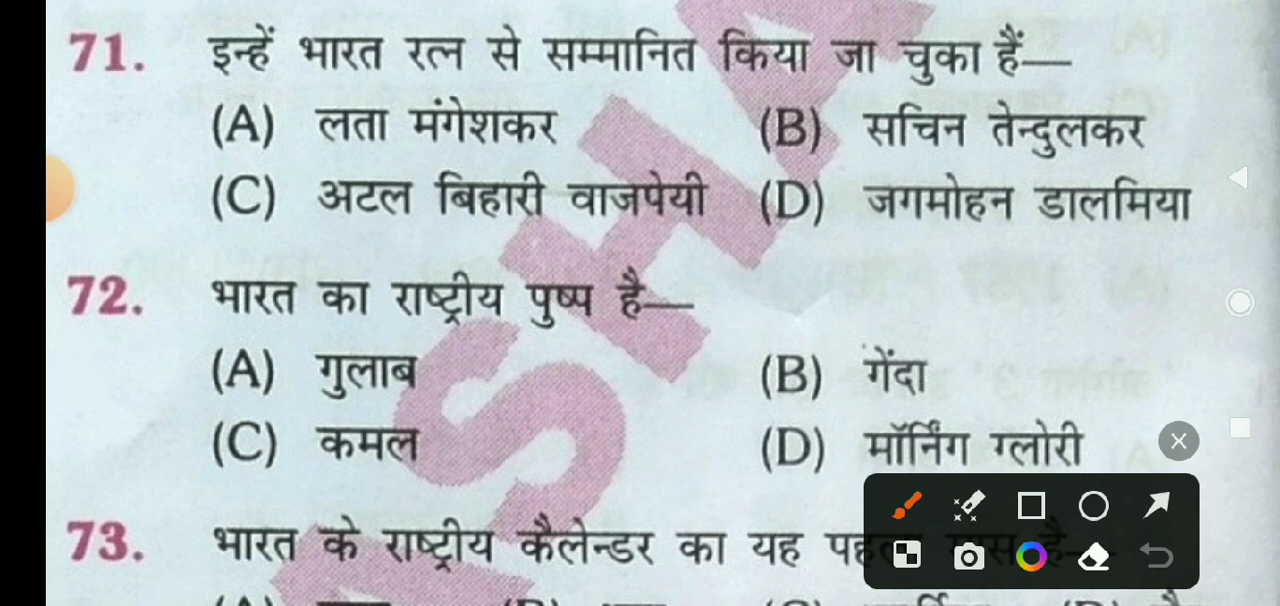 71. इन्हें भारत रत्न से सम्मानित किया जा चुका हैं—
(A) लता मंगेशकर (B) सचिन तेन्दुलकर
(C) अटल बिहारी वाजपेयी (D) जगमोहन डालमिया
72. भारत का राष्ट्रीय पुष्प है—
(A) गुलाब (B) गेंदा
(C) कमल (D) मॉर्निंग ग्लोरी
73. भारत के राष्ट्रीय कैलेन्डर का यह पहला मास है—
(A) (B) (C) (D)